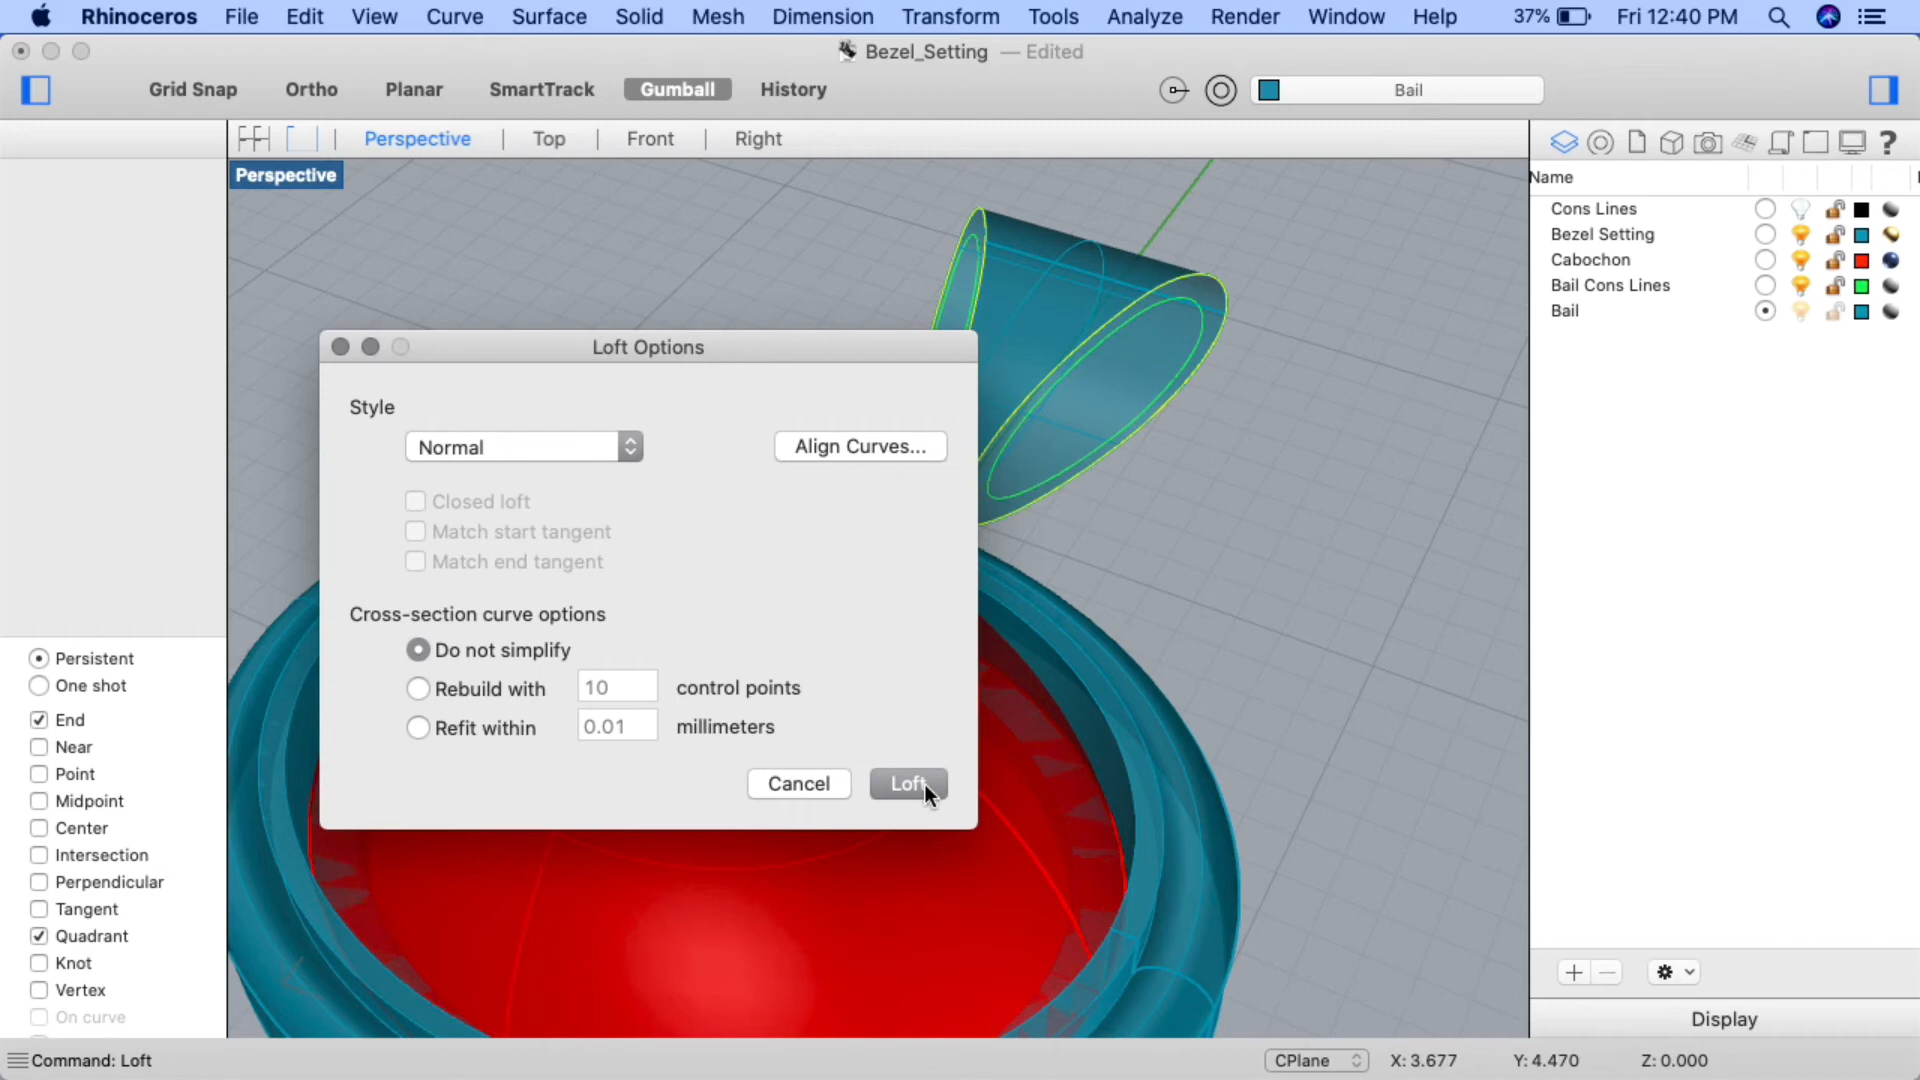 Rhinoceros File Edit View Curve Surface Solid Mesh Dimension Transform Tools Analyze Render Window Help 37% Fri 12:40 PM
Bezel_Setting — Edited
Grid Snap Ortho Planar SmartTrack Gumball History Bail
Perspective Top Front Right
Perspective
Name
Cons Lines
Bezel Setting
Cabochon
Bail Cons Lines
Bail
Loft Options
Style
Normal Align Curves...
Closed loft
Match start tangent
Match end tangent
Cross-section curve options
Do not simplify
Rebuild with 10 control points
Refit within 0.01 millimeters
Cancel Loft
Persistent
One shot
End
Near
Point
Midpoint
Center
Intersection
Perpendicular
Tangent
Quadrant
Knot
Vertex
On curve
Display
Command: Loft CPlane X: 3.677 Y: 4.470 Z: 0.000